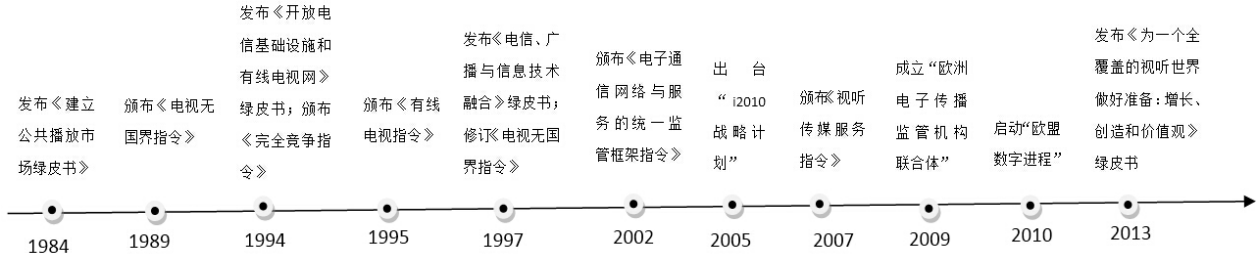 发布《建立
公共播放市
场绿皮书》
颁布《电视无
国界指令》
发布《开放电
信基础设施和
有线电视网》
绿皮书；颁布
《完全竞争指
令》
颁布《有线
电视指令》
发布《电信、广
播与信息技术
融合》绿皮书；
修订《电视无国
界指令》
颁布《电子通
信网络与服
务的统一监
管框架指令》
出台
“i2010
战略计
划”
颁布《视听
传媒服务
指令》
成立“欧洲
电子传播
监管机构
联合体”
启动“欧盟
数字进程”
发布《为一个全
覆盖的视听世界
做好准备：增长、
创造和价值观》
绿皮书
1984
1989
1994
1995
1997
2002
2005
2007
2009
2010
2013